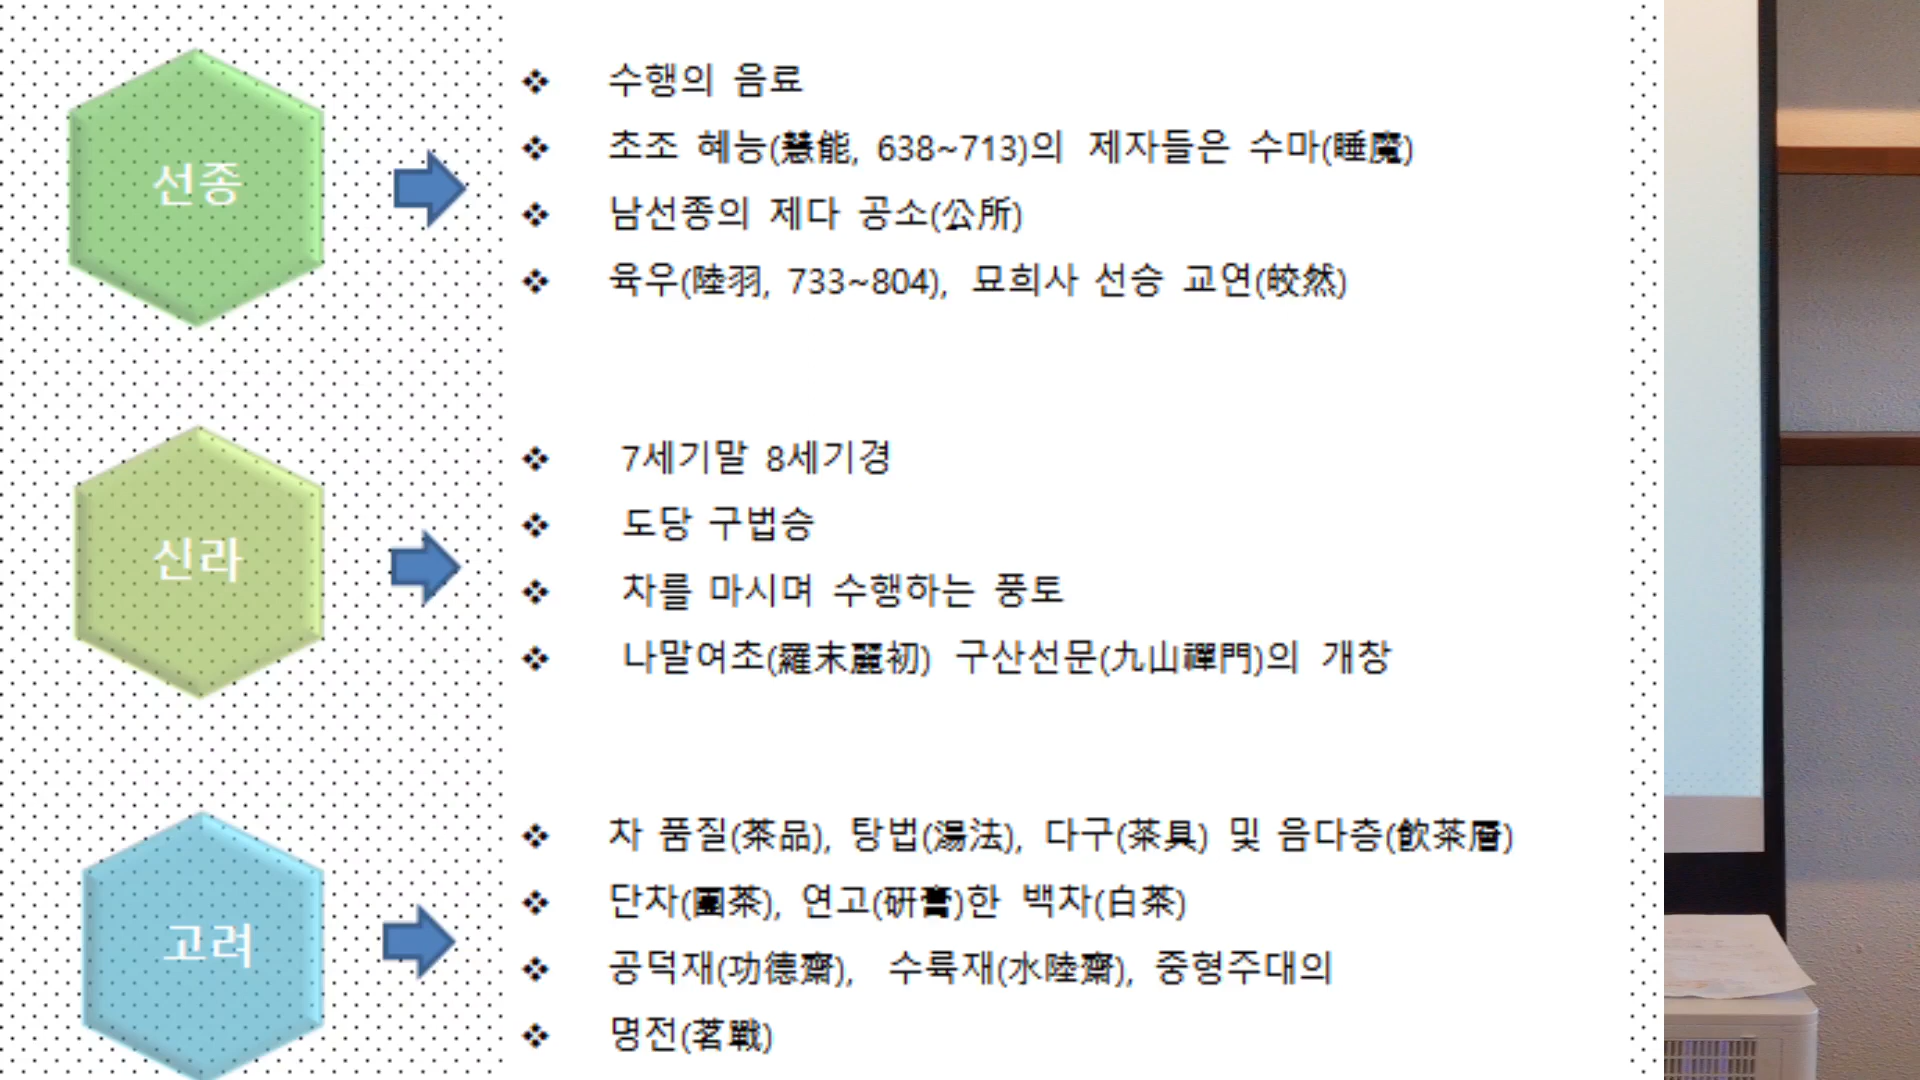 선종
수행의 음료
초조 혜능(慧能, 638~713)의 제자들은 수마(睡魔)
남선종의 제다 공소(公所)
육우(陸羽, 733~804), 묘희사 선승 교연(皎然)
신라
7세기말 8세기경
도당 구법승
차를 마시며 수행하는 풍토
나말여초(羅末麗初) 구산선문(九山禪門)의 개창
고려
차 품질(茶品), 탕법(湯法), 다구(茶具) 및 음다층(飮茶層)
단차(團茶), 연고(硏膏)한 백차(白茶)
공덕재(功德齋), 수륙재(水陸齋), 중형주대의
명전(茗戰)